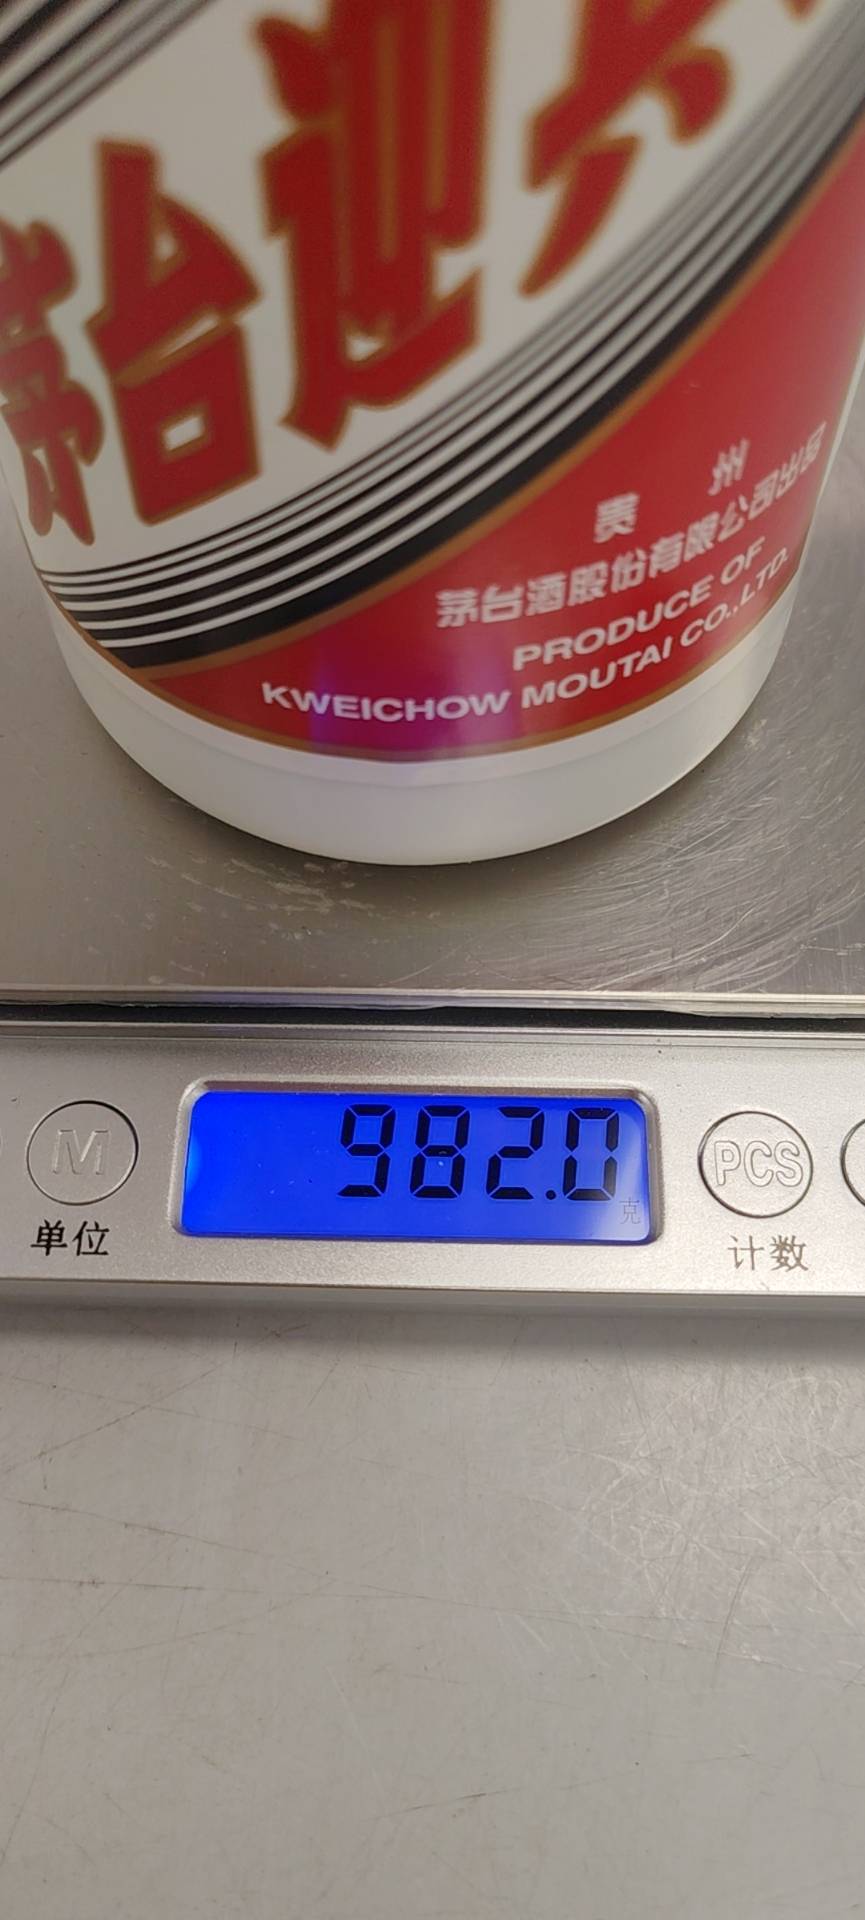 茅台迎
贵州
茅台酒股份有限公司出品
PRODUCE OF
KWEICHOW MOUTAI CO.,LTD.
M
982.0
克
PCS
单位
计数